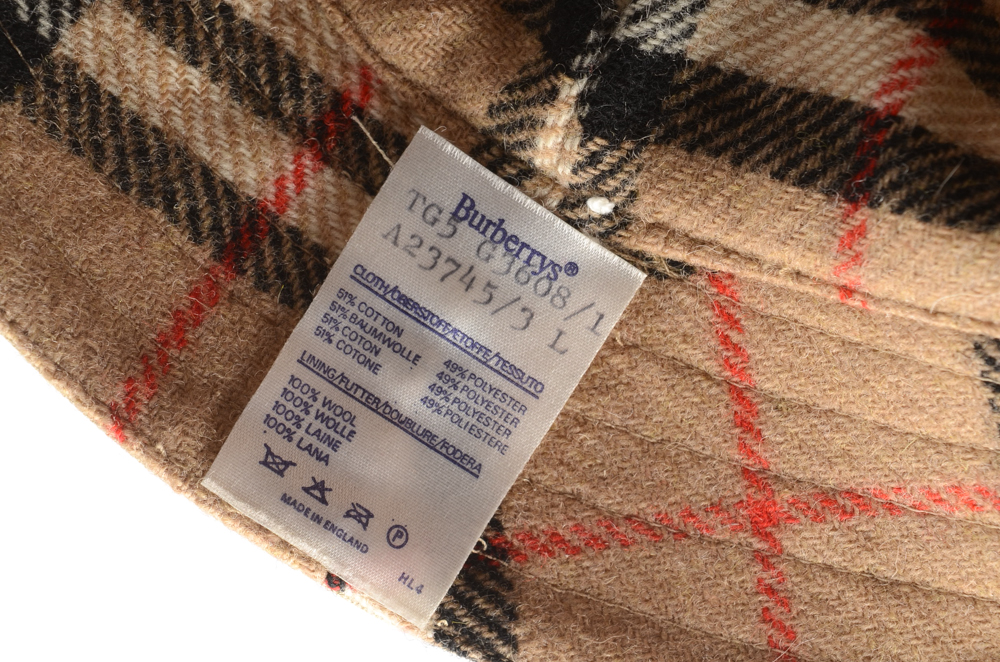 Burberrys®
TG5 G3608/1
A23745/3 L
CLOTH/OBERSTOFF/ETOFFE/TESSUTO
51% COTTON 49% POLYESTER
51% BAUMWOLLE 49% POLYESTER
51% COTON 49% POLYESTER
51% COTONE 49% POLIESTERE
LINING/FUTTER/DOUBLURE/FODERA
100% WOOL
100% WOLLE
100% LAINE
100% LANA
P
MADE IN ENGLAND
HL4